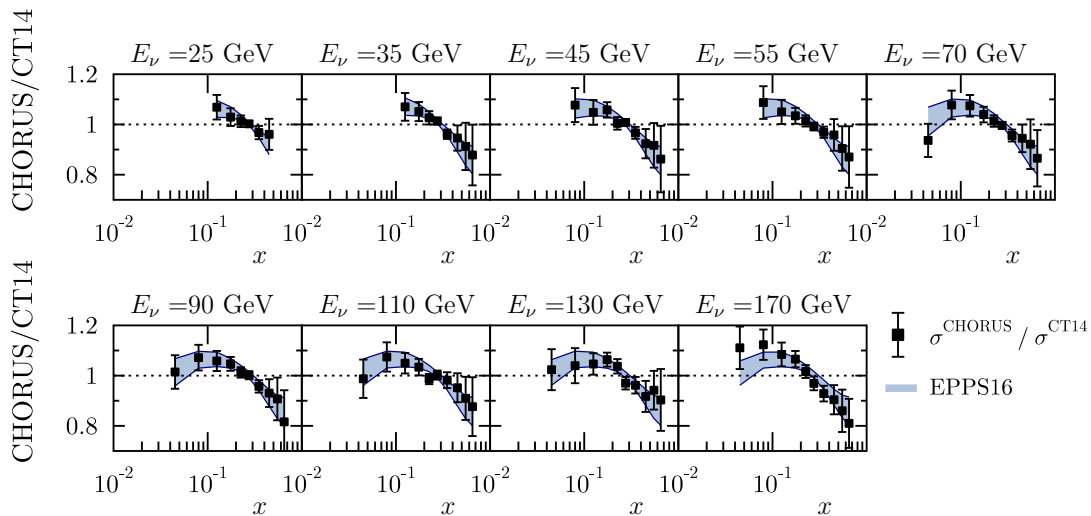 CHORUS/CT14
E_ν =25 GeV
E_ν =35 GeV
E_ν =45 GeV
E_ν =55 GeV
E_ν =70 GeV
1.2
1
0.8
10⁻²
10⁻¹
10⁻²
10⁻¹
10⁻²
10⁻¹
10⁻²
10⁻¹
10⁻²
10⁻¹
x
x
x
x
x
CHORUS/CT14
E_ν =90 GeV
E_ν =110 GeV
E_ν =130 GeV
E_ν =170 GeV
1.2
1
0.8
10⁻²
10⁻¹
10⁻²
10⁻¹
10⁻²
10⁻¹
10⁻²
10⁻¹
x
x
x
x
σ^CHORUS / σ^CT14
EPPS16